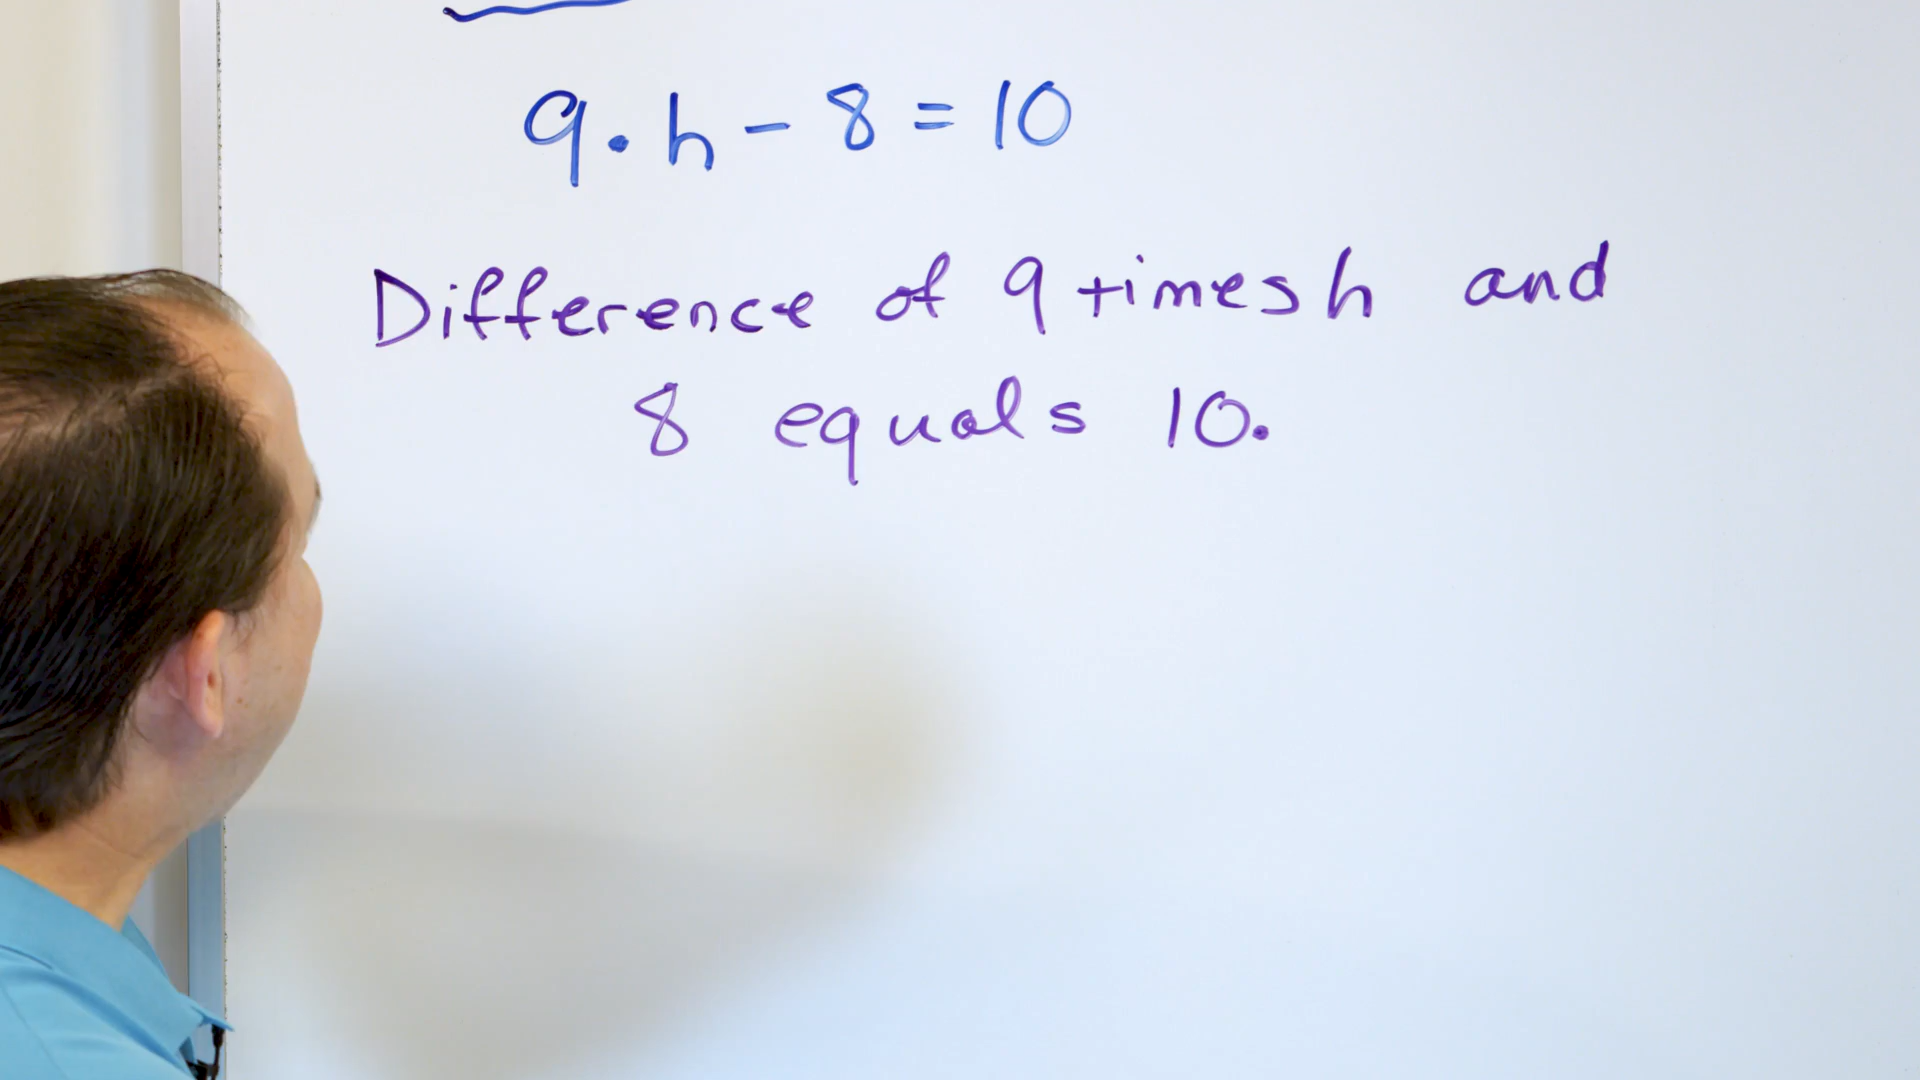 9 · h - 8 = 10
Difference of 9 times h and
8 equals 10.